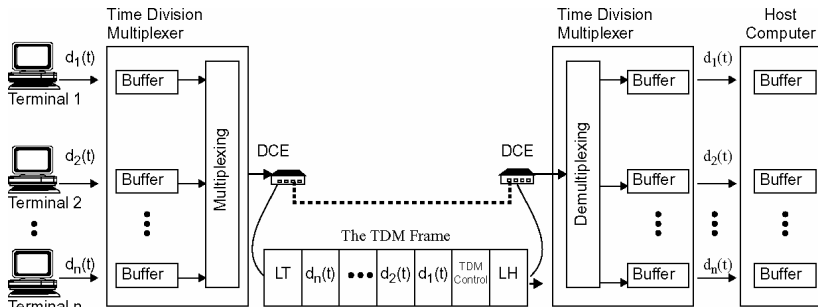 Time Division
Multiplexer
Time Division
Multiplexer
Host
Computer
d1(t)
Buffer
Terminal 1
d2(t)
Buffer
Terminal 2
dn(t)
Buffer
Terminal n
Multiplexing
DCE
DCE
The TDM Frame
LT
dn(t)
d2(t)
d1(t)
TDM
Control
LH
Demultiplexing
Buffer
d1(t)
Buffer
Buffer
d2(t)
Buffer
Buffer
dn(t)
Buffer